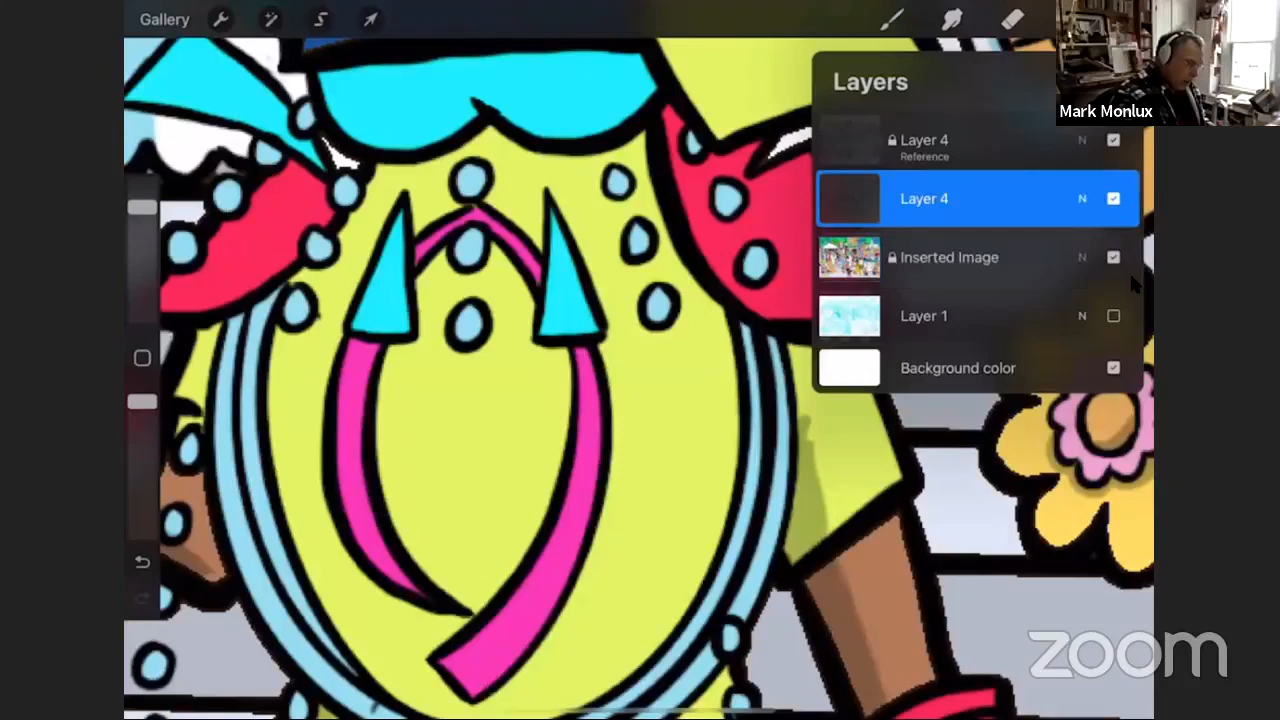 Gallery
Layers
Mark Monlux
Layer 4 N
Reference
Layer 4 N
Inserted Image N
Layer 1 N
Background color
zoom